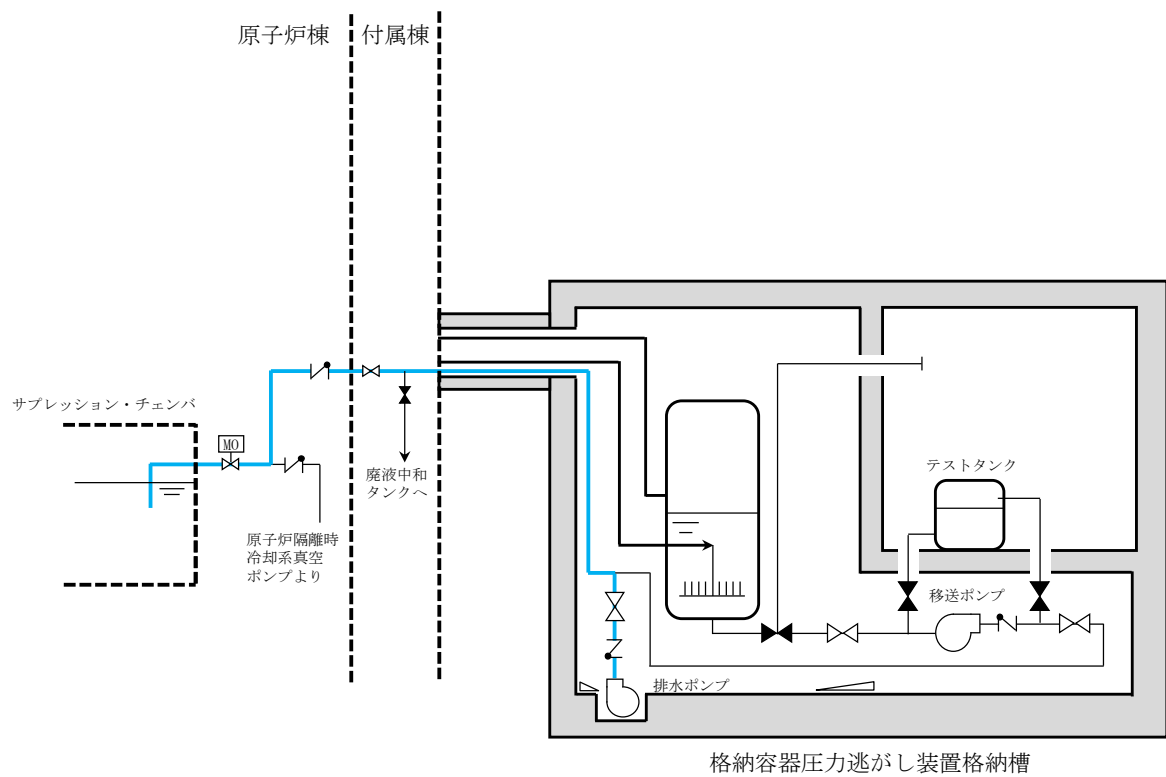 原子炉棟
付属棟
サプレッション・チェンバ
MO
廃液中和
タンクへ
原子炉隔離時
冷却系真空
ポンプより
テストタンク
移送ポンプ
排水ポンプ
格納容器圧力逃がし装置格納槽